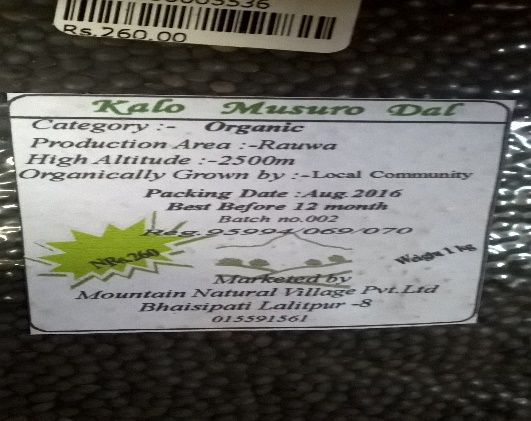 Rs.260.00
Kalo Musuro Dal
Category :- Organic
Production Area :-Rauwa
High Altitude :-2500m
Organically Grown by :-Local Community
Packing Date :Aug.2016
Best Before 12 month
Batch no.002
Reg.95994/069/070
NRs.260
Weight 1 kg
Marketed by
Mountain Natural Village Pvt.Ltd
Bhaisipati Lalitpur -8
015591561